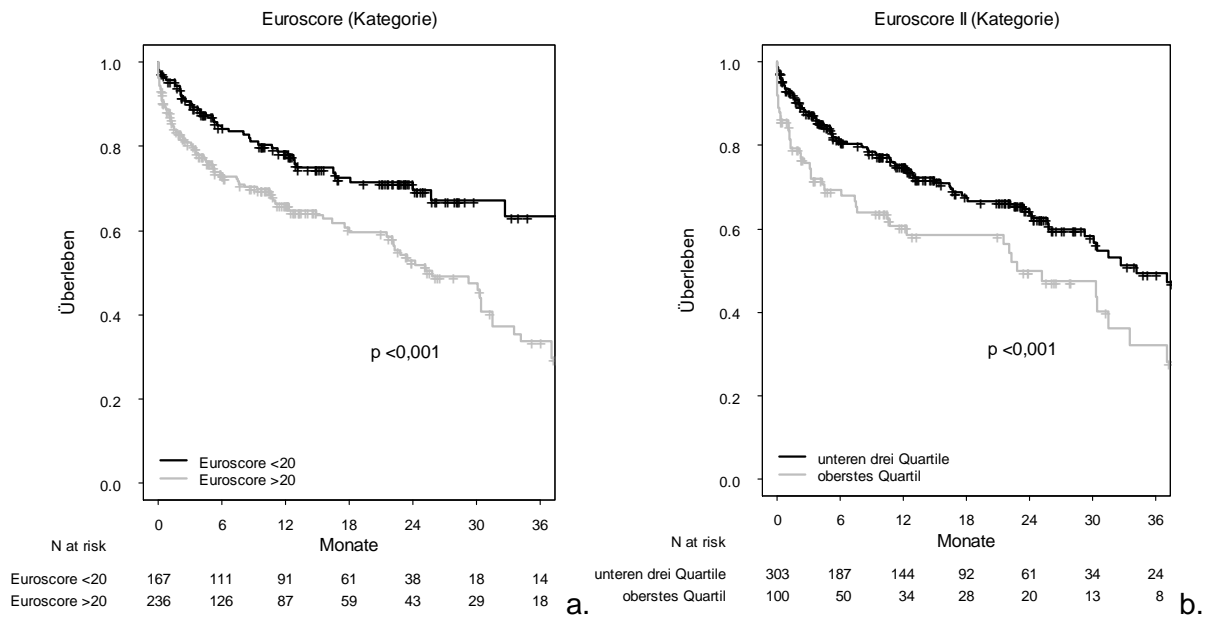 Euroscore (Kategorie)
Überleben
1.0
0.8
0.6
0.4
0.2
0.0
p <0,001
Euroscore <20
Euroscore >20
0 6 12 18 24 30 36
N at risk
Monate
Euroscore <20 167 111 91 61 38 18 14
Euroscore >20 236 126 87 59 43 29 18
a.
Euroscore II (Kategorie)
Überleben
1.0
0.8
0.6
0.4
0.2
0.0
p <0,001
unteren drei Quartile
oberstes Quartil
0 6 12 18 24 30 36
N at risk
Monate
unteren drei Quartile 303 187 144 92 61 34 24
oberstes Quartil 100 50 34 28 20 13 8
b.